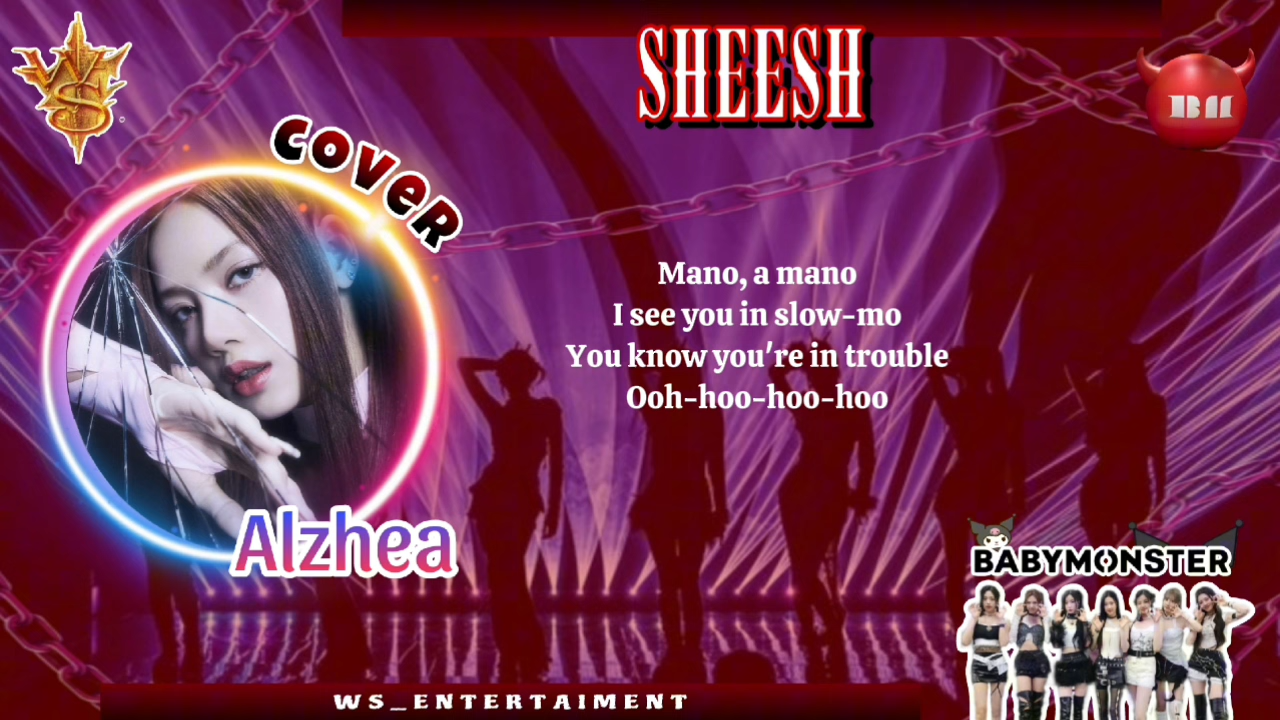 WS
SHEESH
BM
COVER
Mano, a mano
I see you in slow-mo
You know you're in trouble
Ooh-hoo-hoo-hoo
Alzhea
BABYMONSTER
WS_ENTERTAIMENT